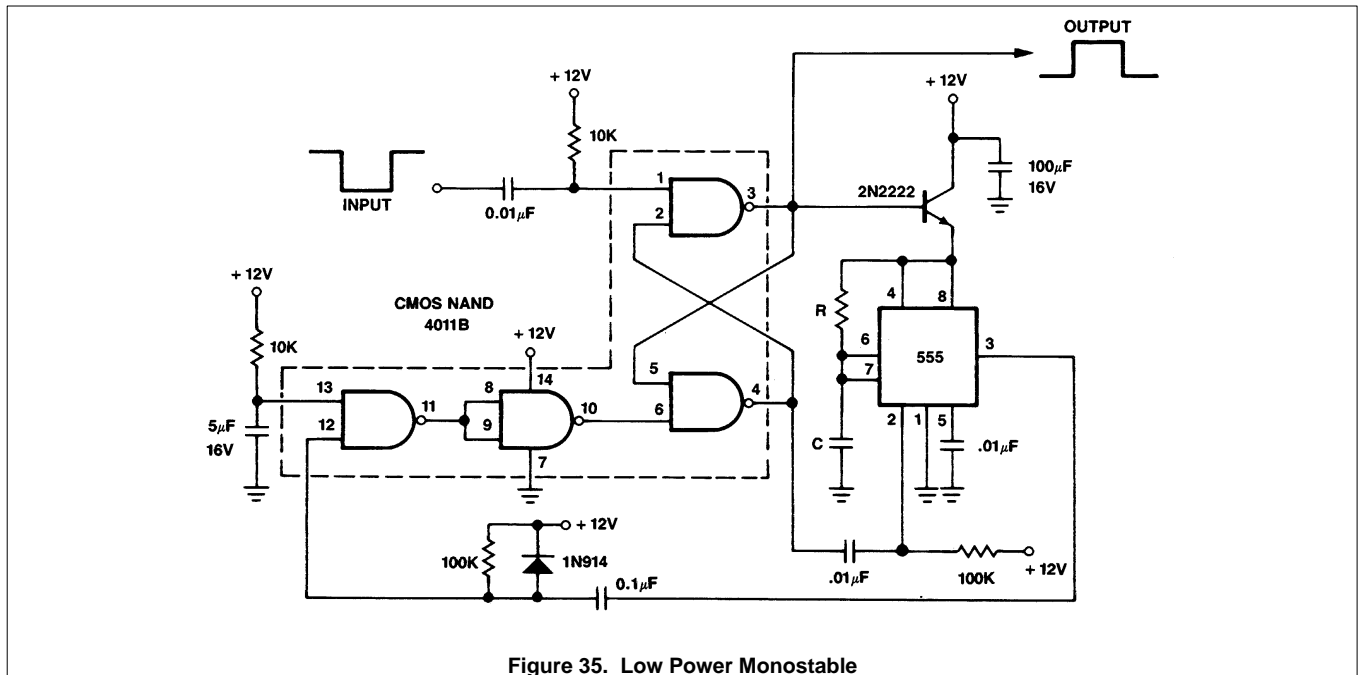 OUTPUT
+ 12V
+ 12V
10K
100μF
16V
INPUT
0.01μF
1
2
3
2N2222
+ 12V
CMOS NAND
4011B
+ 12V
10K
4
8
R
6
7
555
3
5
6
4
14
13
12
11
8
9
10
7
5μF
16V
2
1
5
C
.01μF
+ 12V
100K
1N914
0.1μF
.01μF
100K
+ 12V
Figure 35. Low Power Monostable